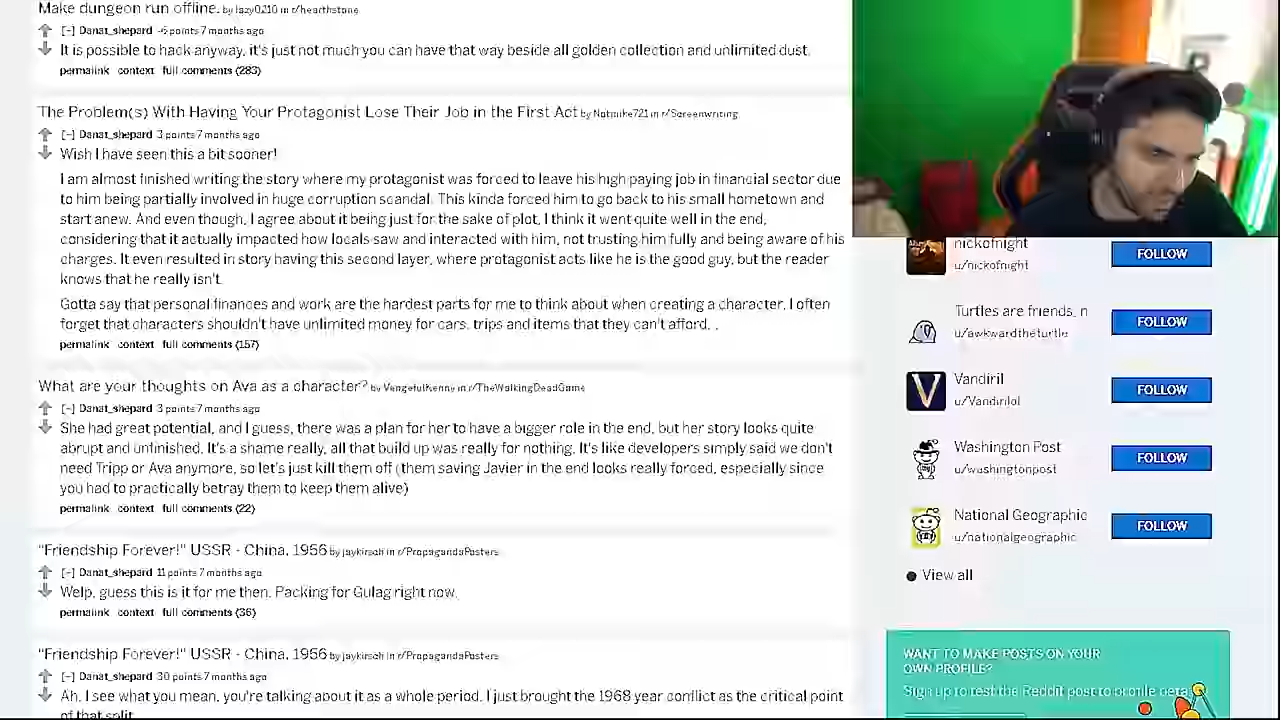 Make dungeon run offline. by lazy0210 in r/hearthstone
[-] Danat_shepard -6 points 7 months ago
It is possible to hack anyway, it's just not much you can have that way beside all golden collection and unlimited dust.
permalink context full comments (283)
The Problem(s) With Having Your Protagonist Lose Their Job in the First Act by Natmike721 in r/Screenwriting
[-] Danat_shepard 3 points 7 months ago
Wish I have seen this a bit sooner!
I am almost finished writing the story where my protagonist was forced to leave his high paying job in financial sector due
to him being partially involved in huge corruption scandal. This kinda forced him to go back to his small hometown and
start anew. And even though, I agree about it being just for the sake of plot, I think it went quite well in the end,
considering that it actually impacted how locals saw and interacted with him, not trusting him fully and being aware of his
charges. It even resulted in story having this second layer, where protagonist acts like he is the good guy, but the reader
knows that he really isn't.
Gotta say that personal finances and work are the hardest parts for me to think about when creating a character, I often
forget that characters shouldn't have unlimited money for cars, trips and items that they can't afford. .
permalink context full comments (157)
What are your thoughts on Ava as a character? by VengefulKenny in r/TheWalkingDeadGame
[-] Danat_shepard 3 points 7 months ago
She had great potential, and I guess, there was a plan for her to have a bigger role in the end, but her story looks quite
abrupt and unfinished. It's a shame really, all that build up was really for nothing. It's like developers simply said we don't
need Tripp or Ava anymore, so let's just kill them off (them saving Javier in the end looks really forced, especially since
you had to practically betray them to keep them alive)
permalink context full comments (22)
"Friendship Forever!" USSR - China, 1956 by jaykirsch in r/PropagandaPosters
[-] Danat_shepard 11 points 7 months ago
Welp, guess this is it for me then. Packing for Gulag right now.
permalink context full comments (36)
"Friendship Forever!" USSR - China, 1956 by jaykirsch in r/PropagandaPosters
[-] Danat_shepard 30 points 7 months ago
Ah, I see what you mean, you're talking about it as a whole period. I just brought the 1968 year conflict as the critical point
of that split.
nickofnight
u/nickofnight
FOLLOW
Turtles are friends, n
u/awkwardtheturtle
FOLLOW
V
Vandiril
u/Vandirilol
FOLLOW
Washington Post
u/washingtonpost
FOLLOW
National Geographic
u/nationalgeographic
FOLLOW
View all
WANT TO MAKE POSTS ON YOUR
OWN PROFILE?
Sign up to test the Reddit post to profile beta.